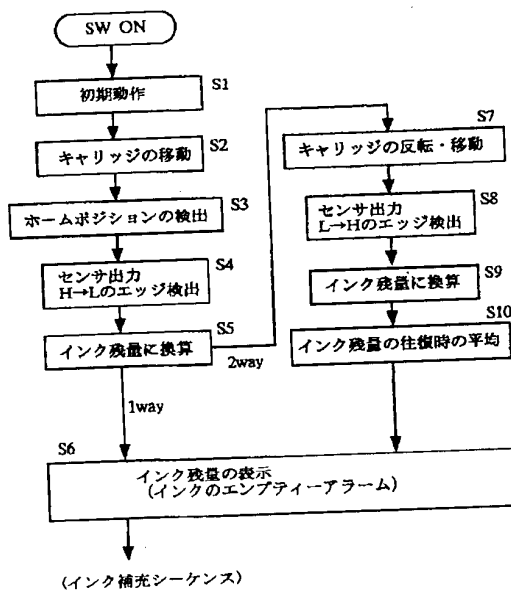 SW ON
初期動作
S1
キャリッジの移動
S2
ホームポジションの検出
S3
センサ出力
H→Lのエッジ検出
S4
インク残量に換算
S5
2way
1way
キャリッジの反転・移動
S7
センサ出力
L→Hのエッジ検出
S8
インク残量に換算
S9
インク残量の往復時の平均
S10
S6
インク残量の表示
(インクのエンプティーアラーム)
(インク補充シーケンス)